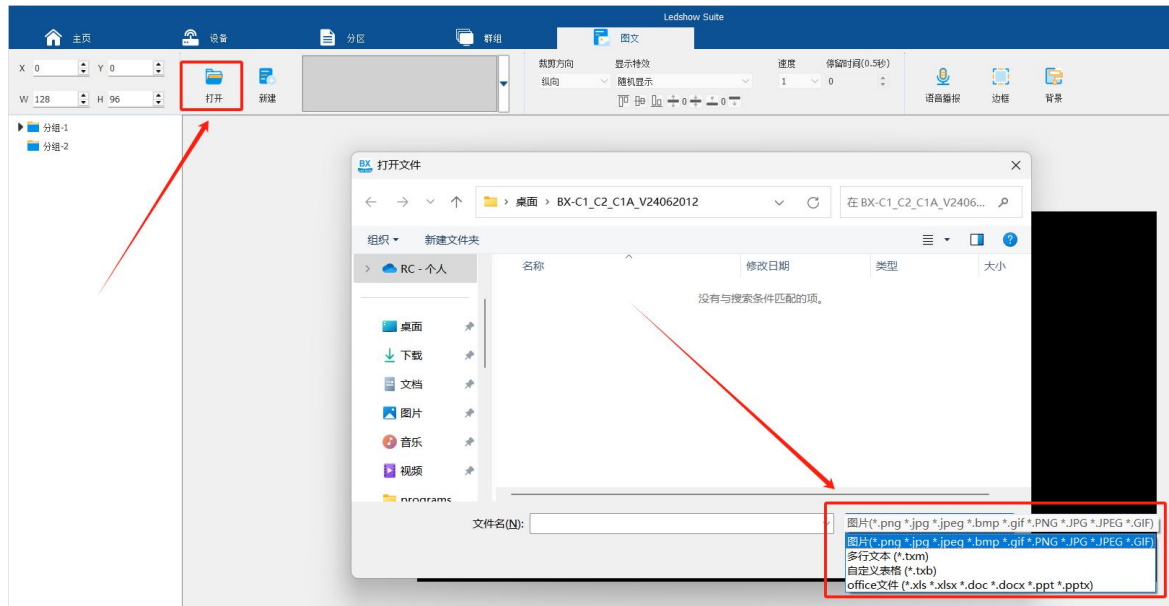 Ledshow Suite
主页 设备 分区 群组 图文
X 0 Y 0
W 128 H 96
打开 新建
裁剪方向 显示特效 速度 停留时间(0.5秒)
纵向 随机显示 1 0
0 0
语音播报 边框 背景
分组-1
分组-2
BX 打开文件
桌面 > BX-C1_C2_C1A_V24062012
在 BX-C1_C2_C1A_V2406...
组织 新建文件夹
RC - 个人
名称 修改日期 类型 大小
没有与搜索条件匹配的项。
桌面
下载
文档
图片
音乐
视频
programs
文件名(N):
图片(*.png *.jpg *.jpeg *.bmp *.gif *.PNG *.JPG *.JPEG *.GIF)
图片(*.png *.jpg *.jpeg *.bmp *.gif *.PNG *.JPG *.JPEG *.GIF)
多行文本 (*.txm)
自定义表格 (*.txb)
office文件 (*.xls *.xlsx *.doc *.docx *.ppt *.pptx)